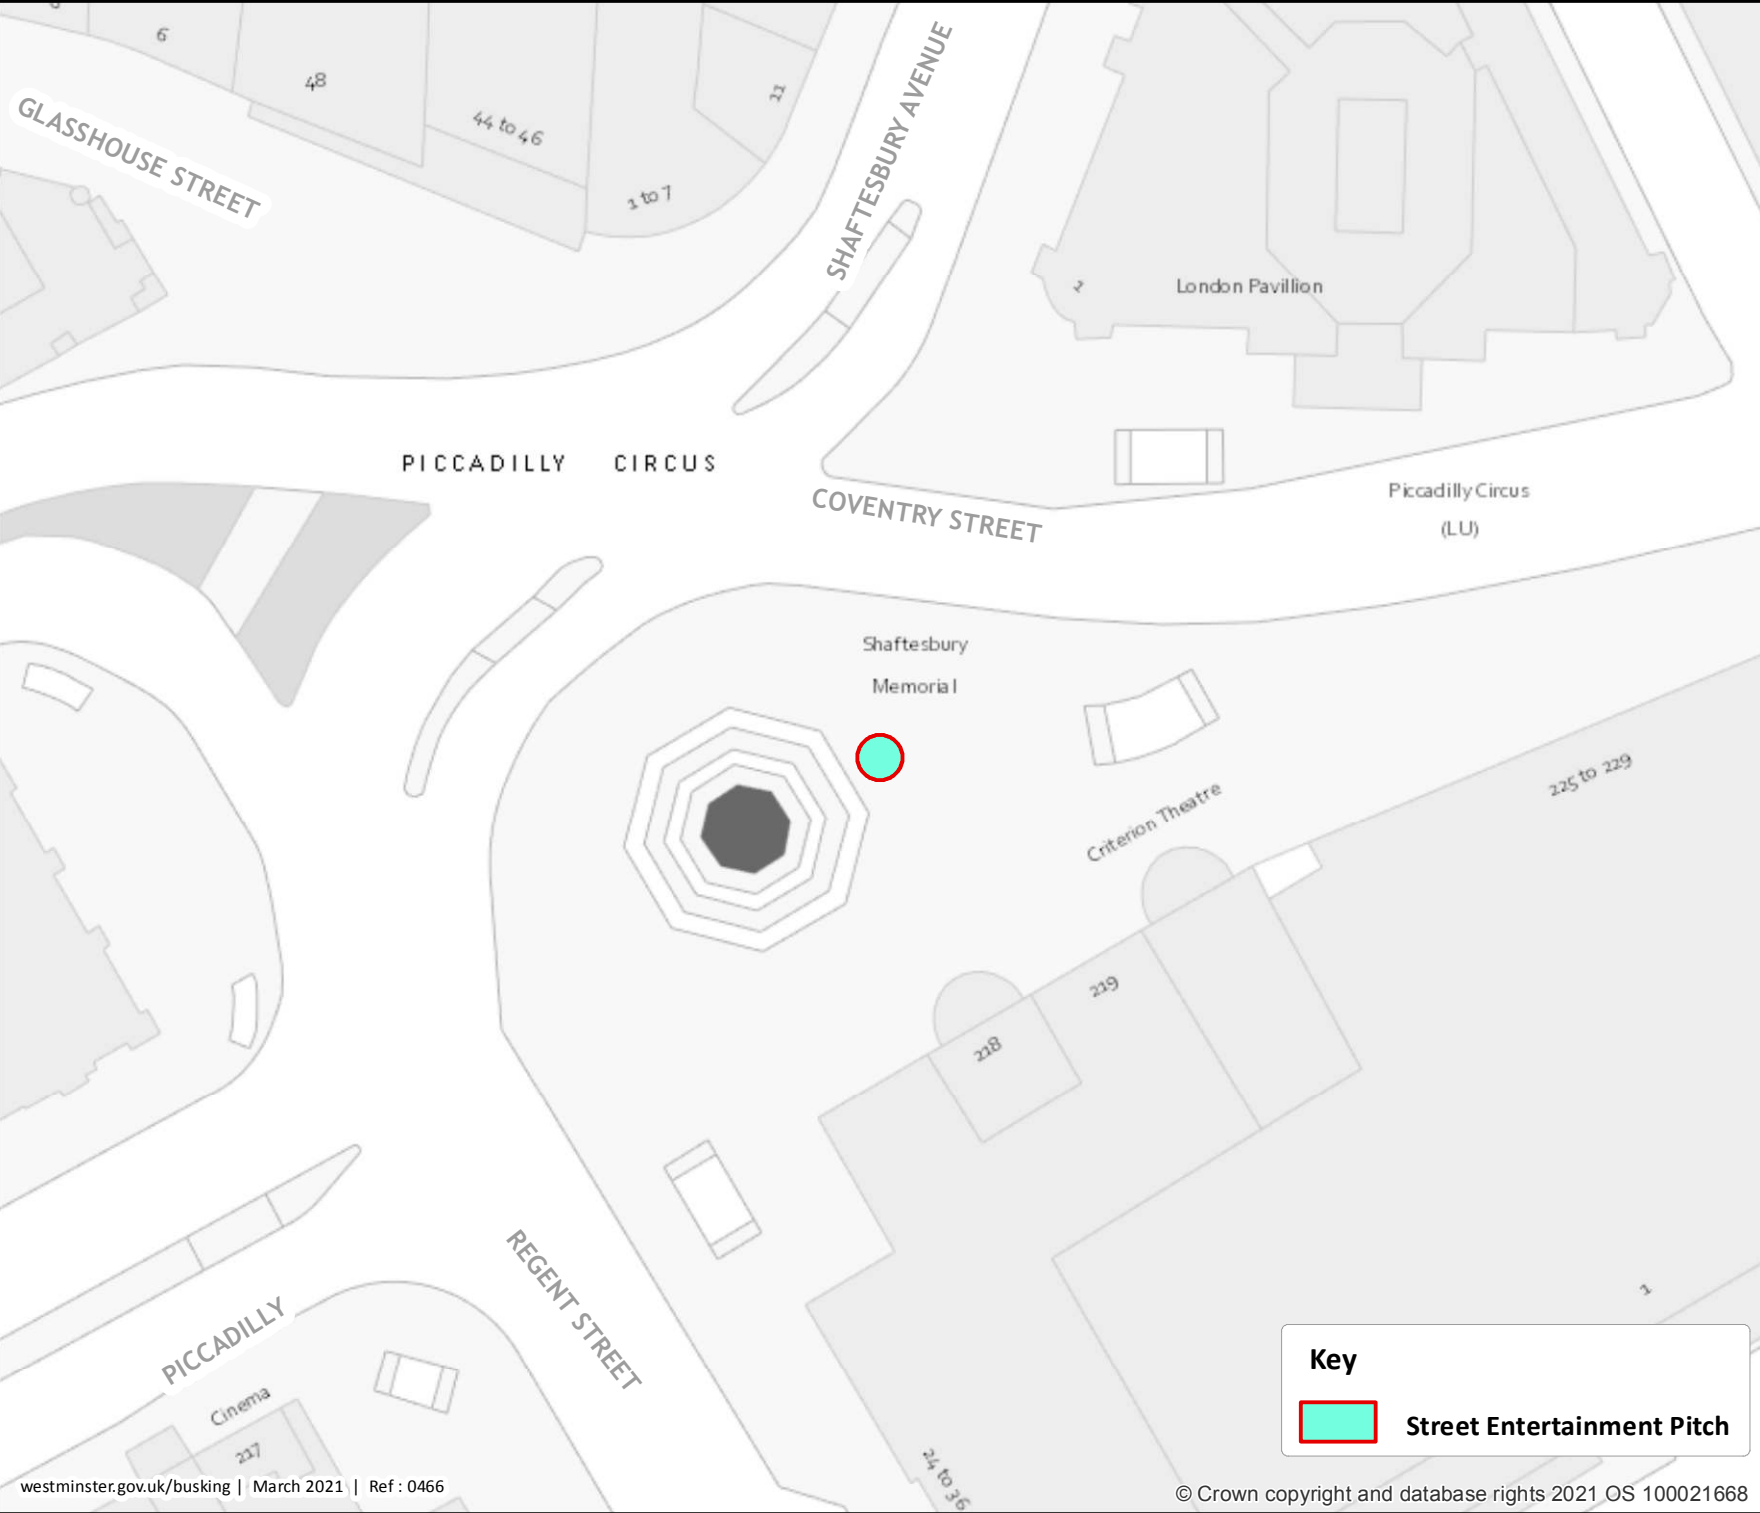 6
48
44 to 46
11
1 to 7
GLASSHOUSE STREET
SHAFTESBURY AVENUE
1
London Pavillion
PICCADILLY CIRCUS
COVENTRY STREET
Piccadilly Circus
(LU)
Shaftesbury
Memorial
225 to 229
Criterion Theatre
219
218
REGENT STREET
PICCADILLY
Cinema
217
24 to 36
1
Key
Street Entertainment Pitch
westminster.gov.uk/busking | March 2021 | Ref : 0466
© Crown copyright and database rights 2021 OS 100021668